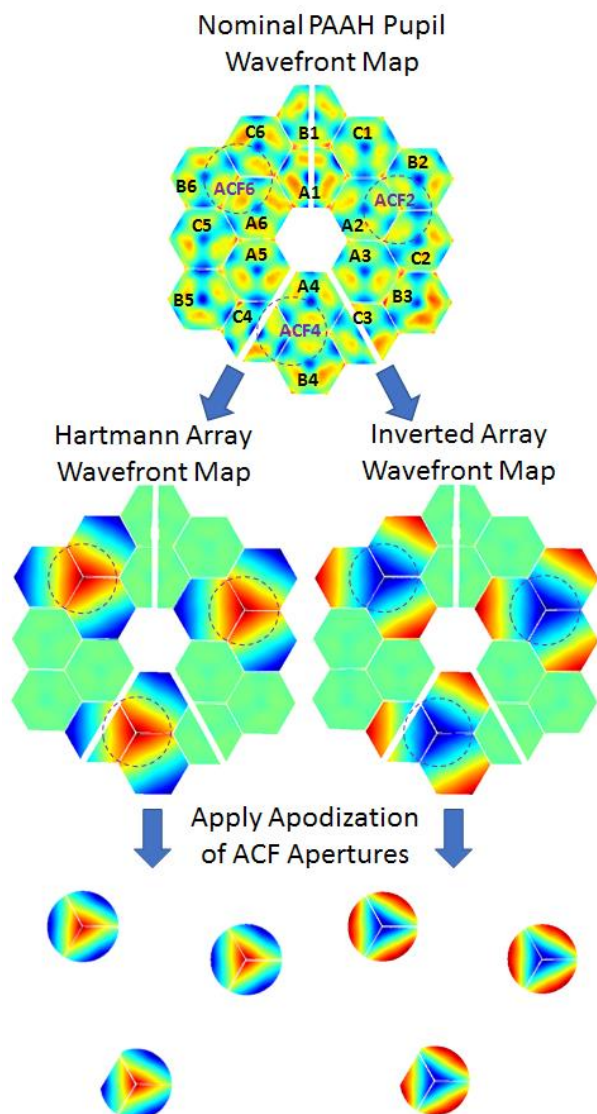 Nominal PAAH Pupil
Wavefront Map
C6
B1
C1
B2
B6
ACF6
A1
ACF2
C5
A6
A2
A5
A3
C2
B5
A4
B3
C4
ACF4
C3
B4
Hartmann Array
Wavefront Map
Inverted Array
Wavefront Map
Apply Apodization
of ACF Apertures